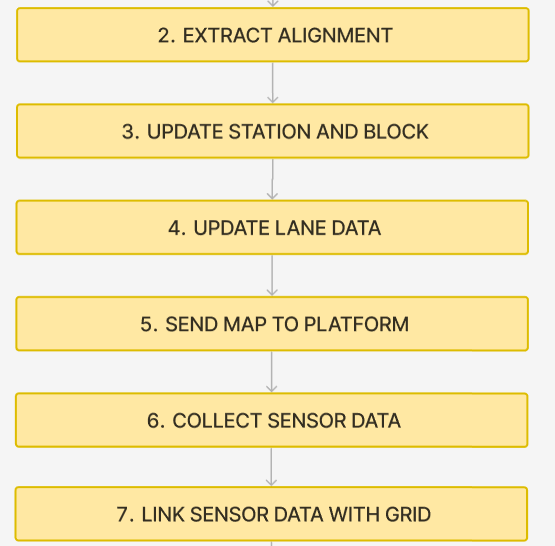 2. EXTRACT ALIGNMENT
3. UPDATE STATION AND BLOCK
4. UPDATE LANE DATA
5. SEND MAP TO PLATFORM
6. COLLECT SENSOR DATA
7. LINK SENSOR DATA WITH GRID